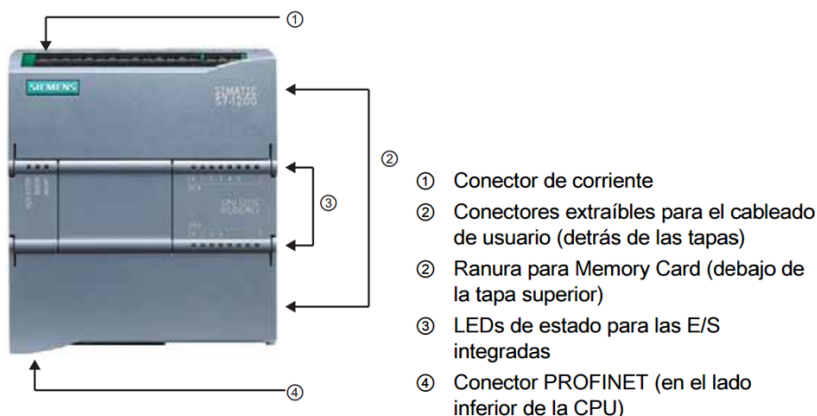 ①
SIEMENS
SIMATIC
S7-1200
②
③
④
① Conector de corriente
② Conectores extraíbles para el cableado
de usuario (detrás de las tapas)
② Ranura para Memory Card (debajo de
la tapa superior)
③ LEDs de estado para las E/S
integradas
④ Conector PROFINET (en el lado
inferior de la CPU)